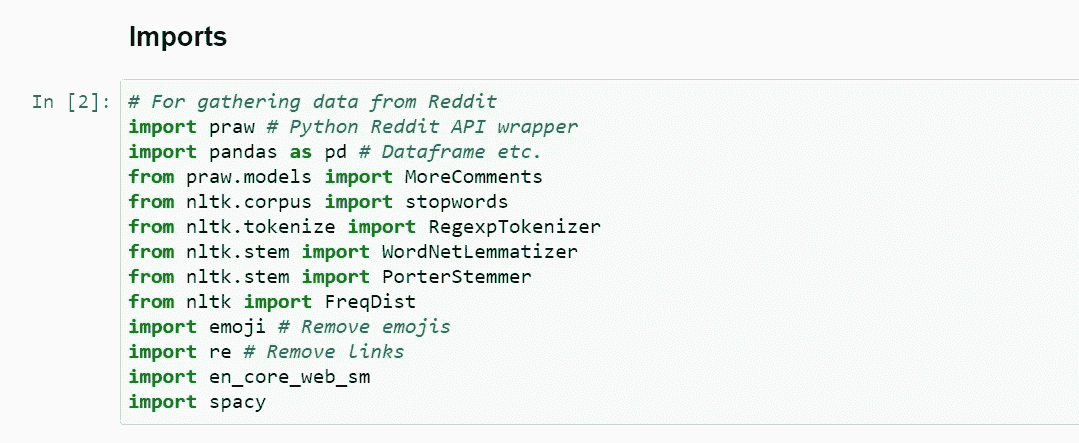 Imports
In [2]: # For gathering data from Reddit
import praw # Python Reddit API wrapper
import pandas as pd # Dataframe etc.
from praw.models import MoreComments
from nltk.corpus import stopwords
from nltk.tokenize import RegexpTokenizer
from nltk.stem import WordNetLemmatizer
from nltk.stem import PorterStemmer
from nltk import FreqDist
import emoji # Remove emojis
import re # Remove links
import en_core_web_sm
import spacy